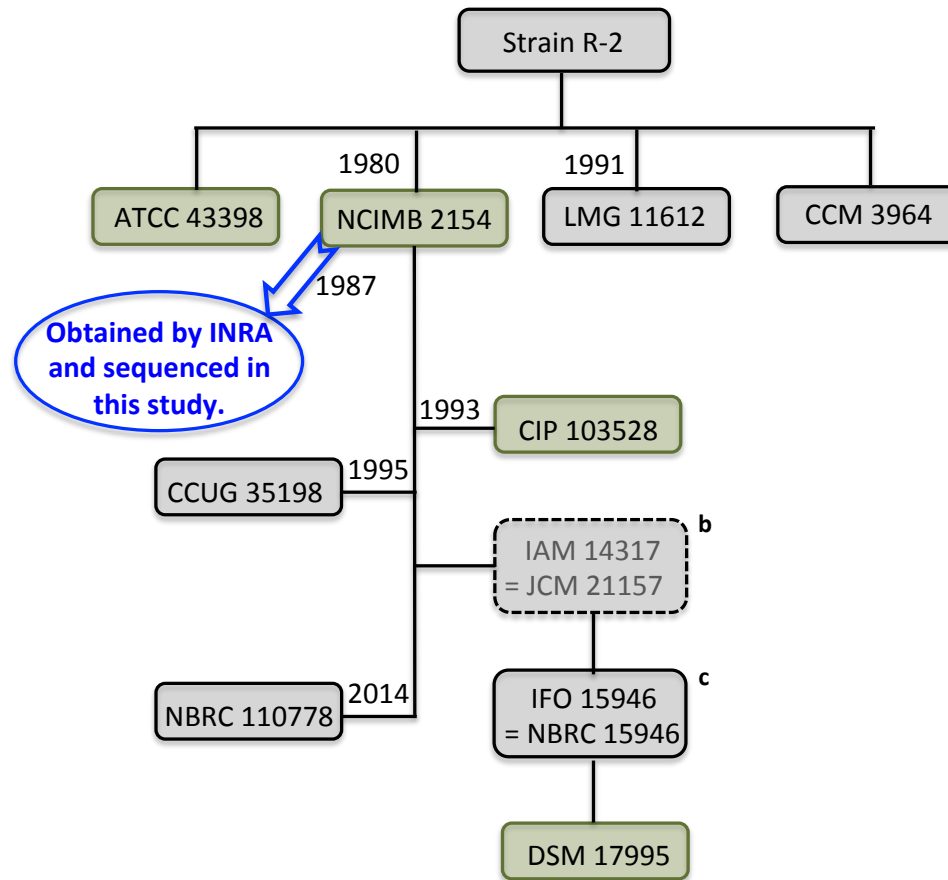 Strain R-2
1980
1991
ATCC 43398
NCIMB 2154
LMG 11612
CCM 3964
1987
Obtained by INRA
and sequenced in
this study.
1993
CIP 103528
1995
CCUG 35198
b
IAM 14317
= JCM 21157
c
2014
NBRC 110778
IFO 15946
= NBRC 15946
DSM 17995